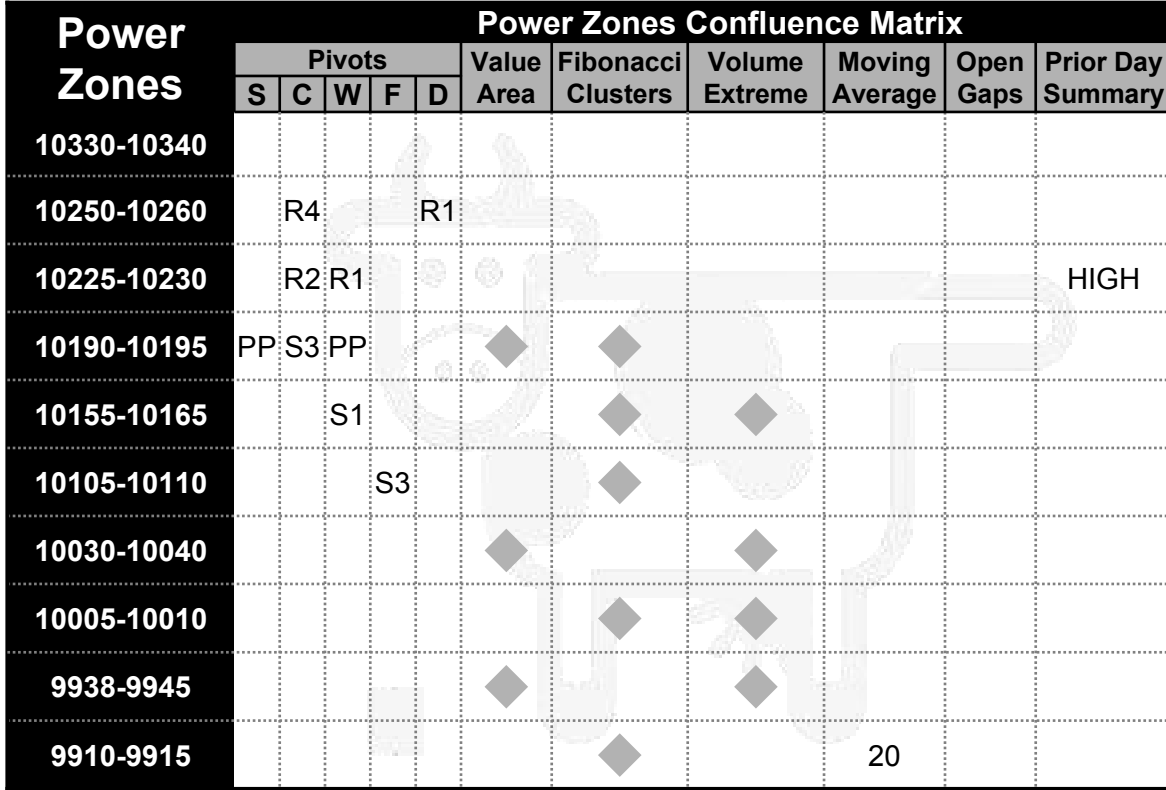 Power Zones
Power Zones Confluence Matrix
Pivots Value Area Fibonacci Clusters Volume Extreme Moving Average Open Gaps Prior Day Summary
S C W F D
10330-10340
10250-10260 R4 R1
10225-10230 R2 R1 HIGH
10190-10195 PP S3 PP
10155-10165 S1
10105-10110 S3
10030-10040
10005-10010
9938-9945
9910-9915 20